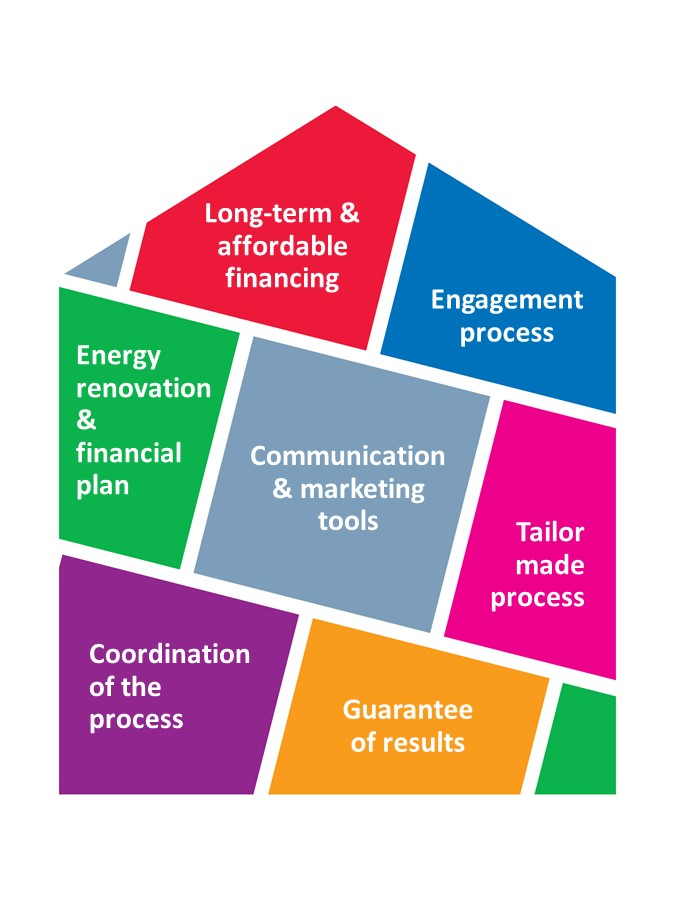 Long-term &
affordable
financing
Engagement
process
Energy
renovation
&
financial
plan
Communication
& marketing
tools
Tailor
made
process
Coordination
of the
process
Guarantee
of results